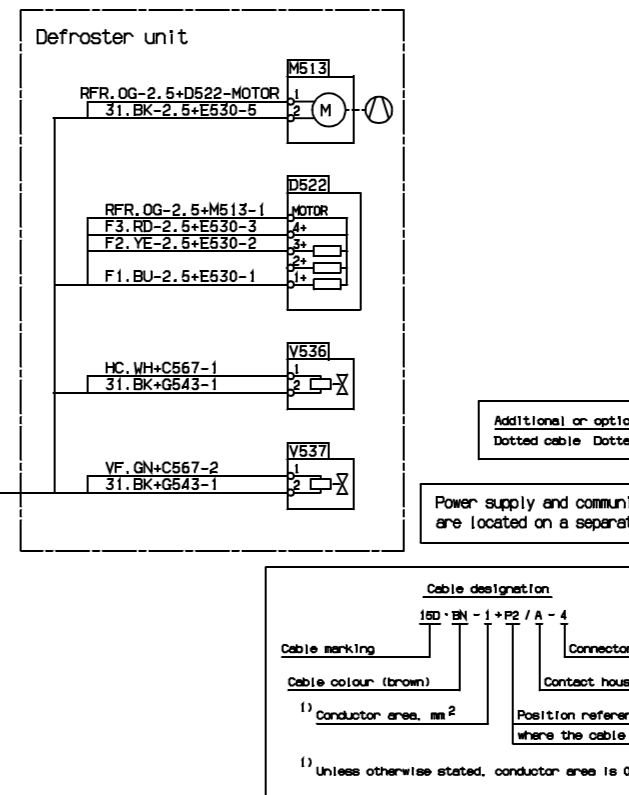 Defroster unit
M513
RFR.OG-2.5+D522-MOTOR 1
31.BK-2.5+E530-5 2
M
D522
RFR.OG-2.5+M513-1 MOTOR
F3.RD-2.5+E530-3 4+
F2.YE-2.5+E530-2 3+
2+
F1.BU-2.5+E530-1 1+
V536
HC.WH+C567-1 1
31.BK+G543-1 2
V537
VF.GN+C567-2 1
31.BK+G543-1 2
Additional or optio
Dotted cable Dotte
Power supply and communi
are located on a separat
Cable designation
15D·BN-1+P2/A-4
Cable marking Connector
Cable colour (brown) Contact hous
1) Conductor area, mm2 Position referen
where the cable
1) Unless otherwise stated, conductor area is 0